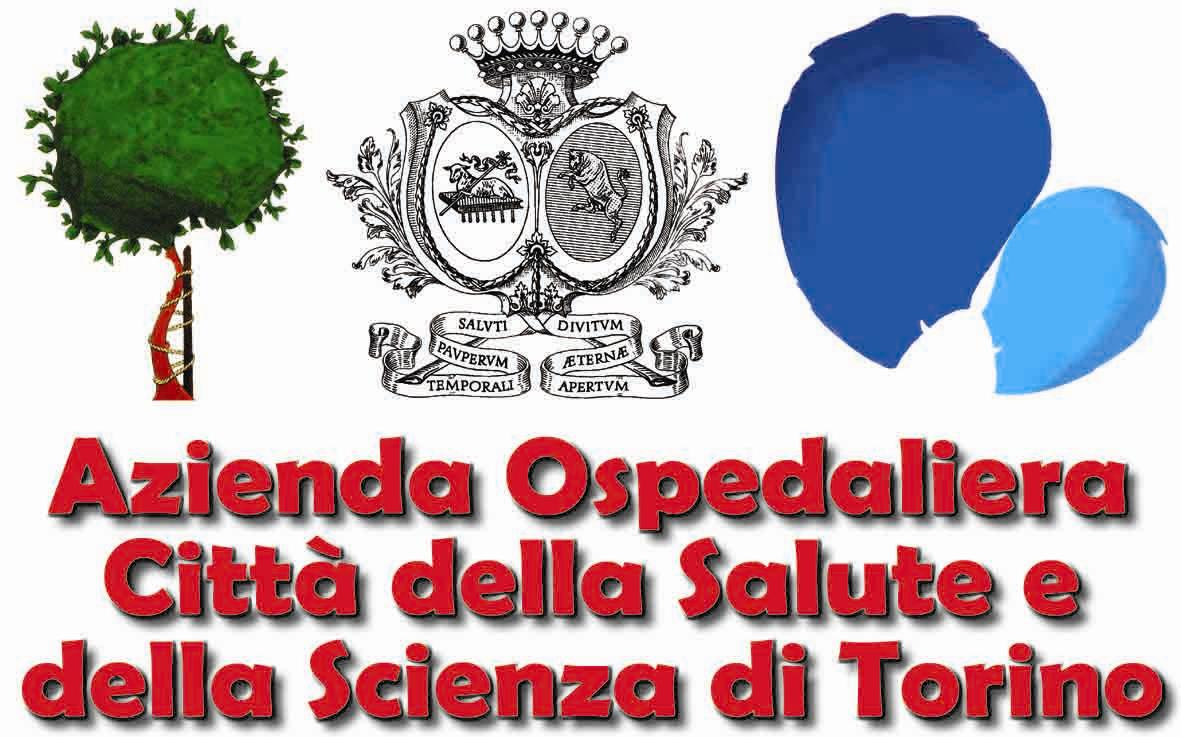 SALVTI DIVITVM
PAVPERVM ÆTERNÆ
TEMPORALI APERTVM
Azienda Ospedaliera
Città della Salute e
della Scienza di Torino